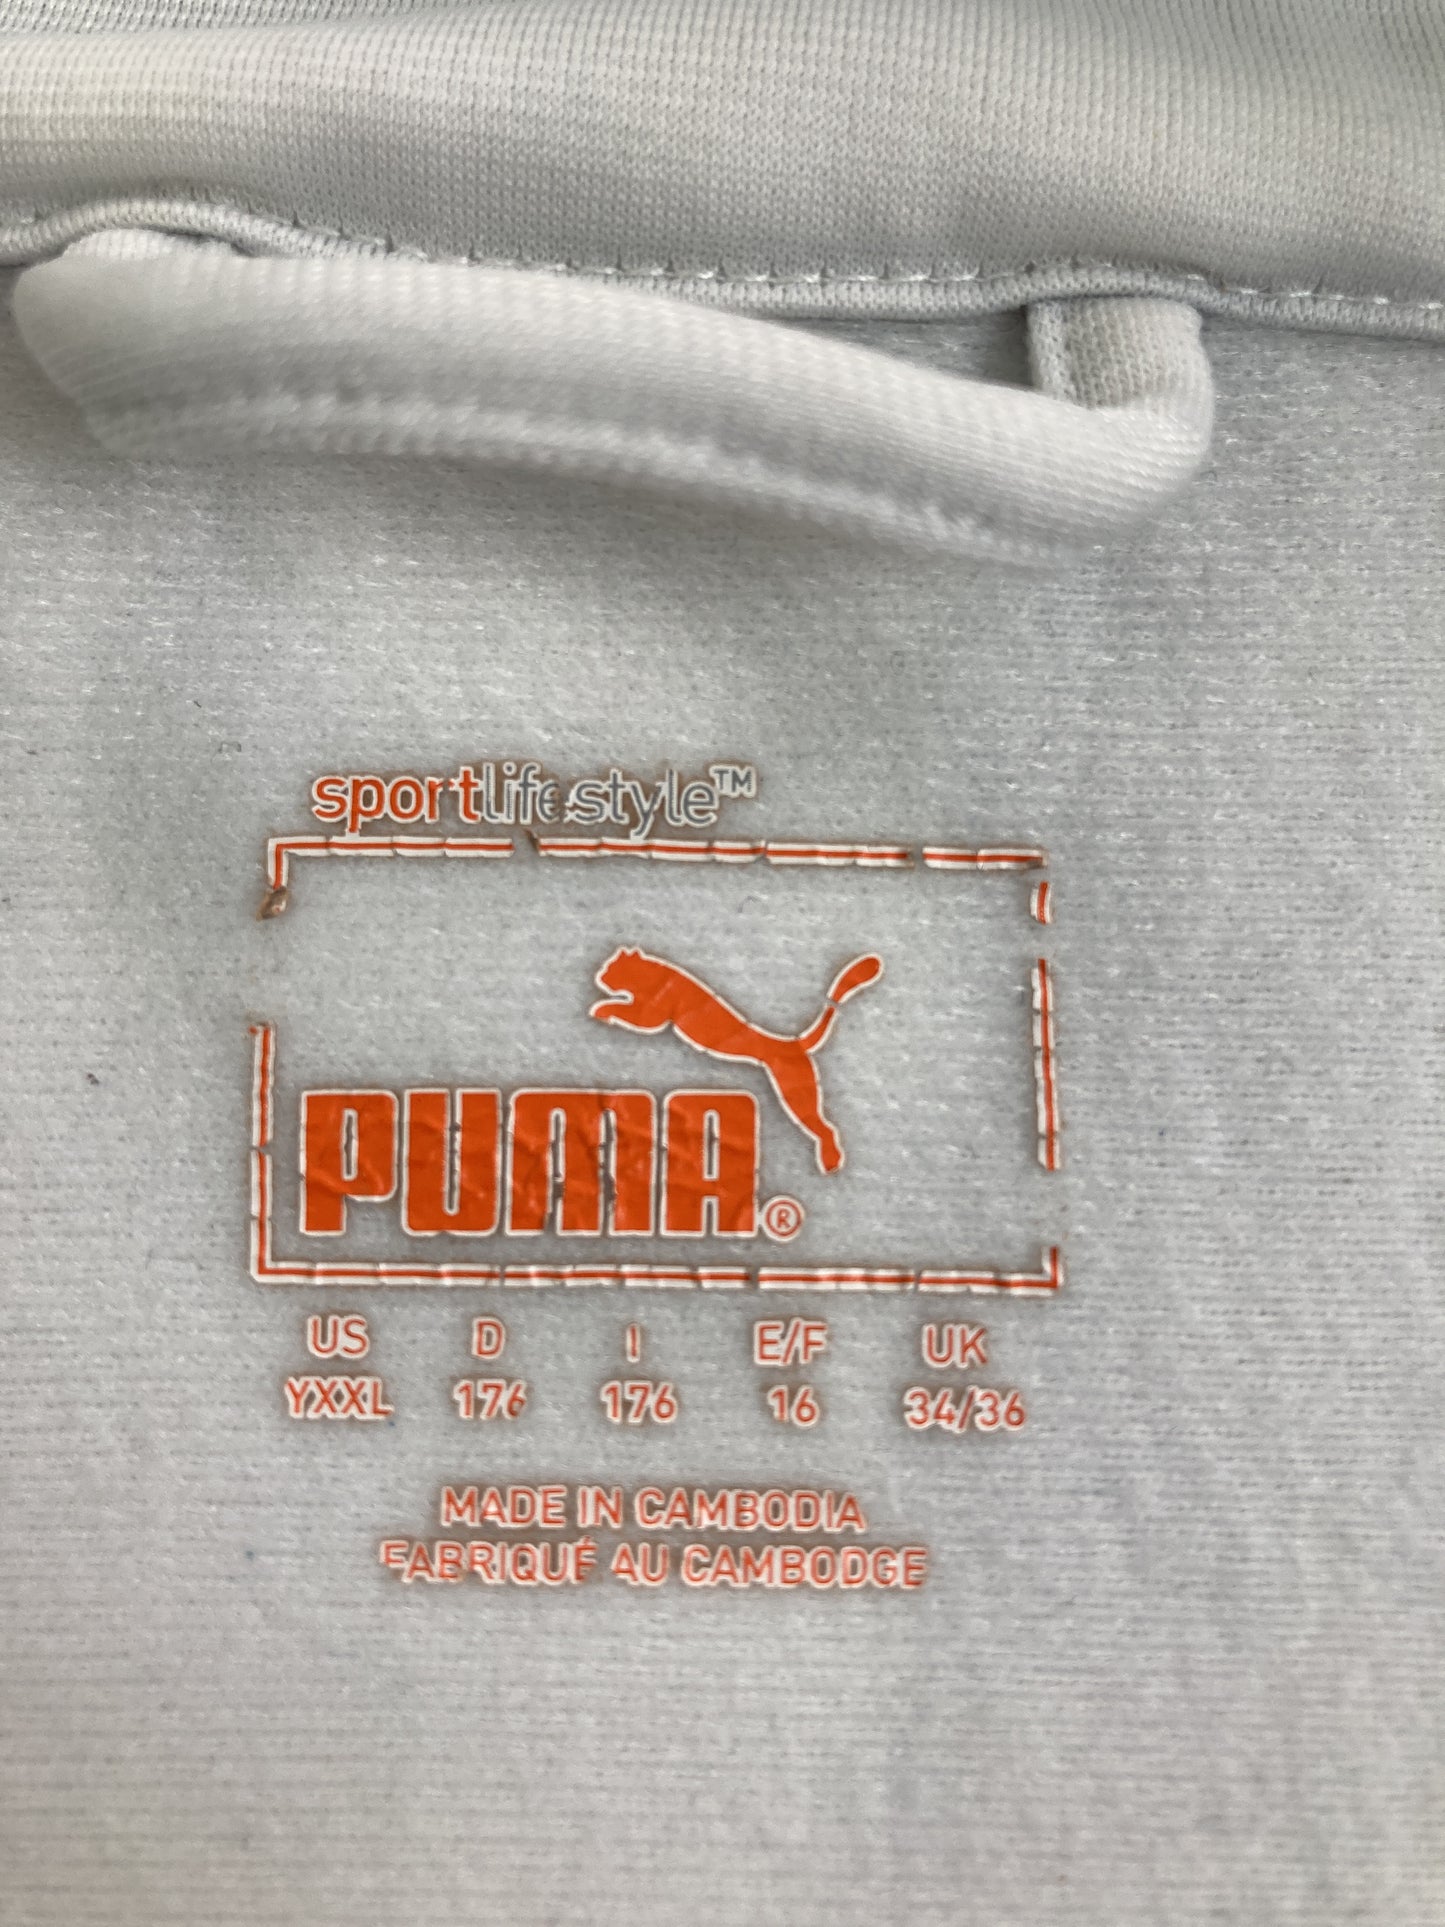 sportlifestyle™
PUMA®
US D I E/F UK
YXXL 176 176 16 34/36
MADE IN CAMBODIA
FABRIQUÉ AU CAMBODGE